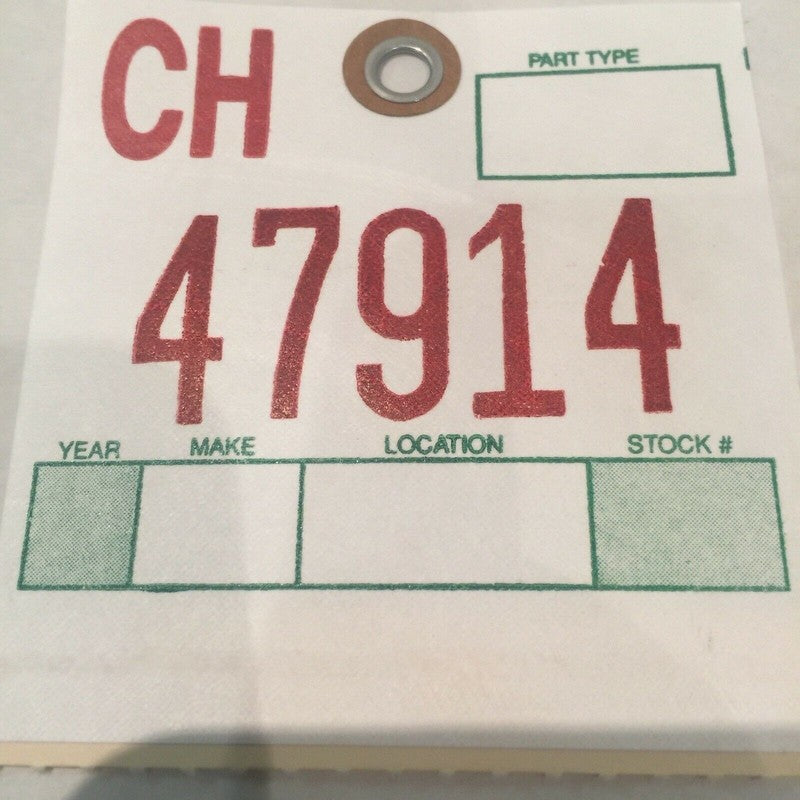 CH
PART TYPE
47914
YEAR MAKE LOCATION STOCK #